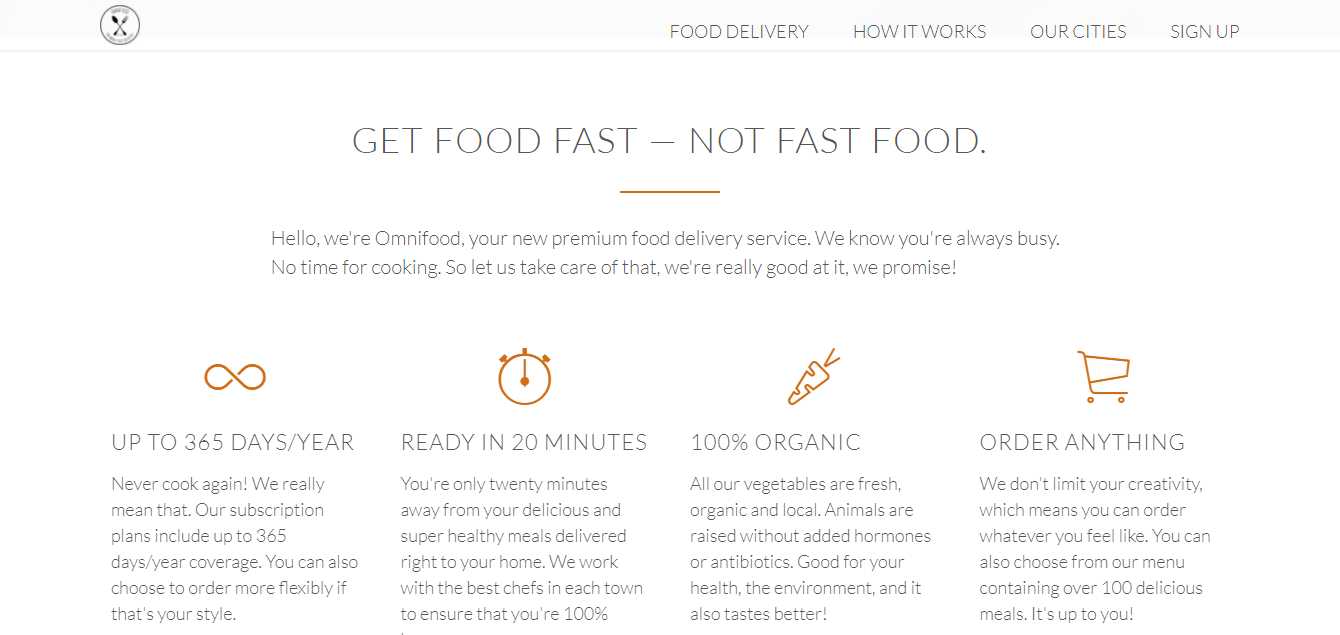 FOOD DELIVERY HOW IT WORKS OUR CITIES SIGN UP
GET FOOD FAST — NOT FAST FOOD.
Hello, we're Omnifood, your new premium food delivery service. We know you're always busy.
No time for cooking. So let us take care of that, we're really good at it, we promise!
UP TO 365 DAYS/YEAR
Never cook again! We really
mean that. Our subscription
plans include up to 365
days/year coverage. You can also
choose to order more flexibly if
that's your style.
READY IN 20 MINUTES
You're only twenty minutes
away from your delicious and
super healthy meals delivered
right to your home. We work
with the best chefs in each town
to ensure that you're 100%
100% ORGANIC
All our vegetables are fresh,
organic and local. Animals are
raised without added hormones
or antibiotics. Good for your
health, the environment, and it
also tastes better!
ORDER ANYTHING
We don't limit your creativity,
which means you can order
whatever you feel like. You can
also choose from our menu
containing over 100 delicious
meals. It's up to you!